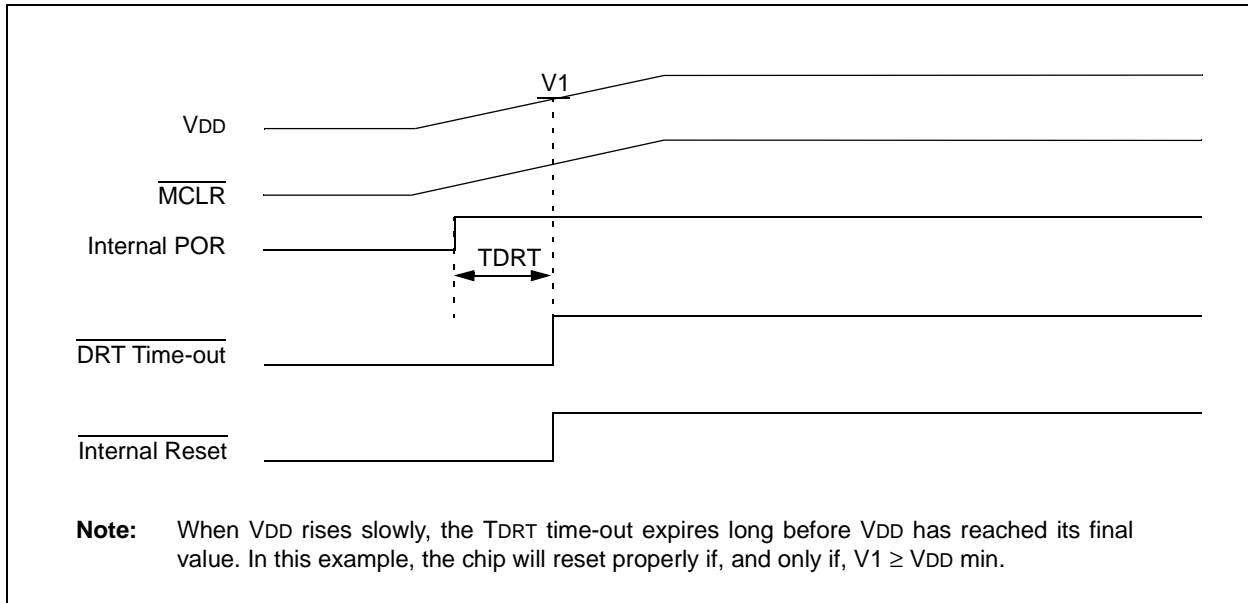 V1
VDD
MCLR
Internal POR
TDRT
DRT Time-out
Internal Reset
Note: When VDD rises slowly, the TDRT time-out expires long before VDD has reached its final
value. In this example, the chip will reset properly if, and only if, V1 ≥ VDD min.